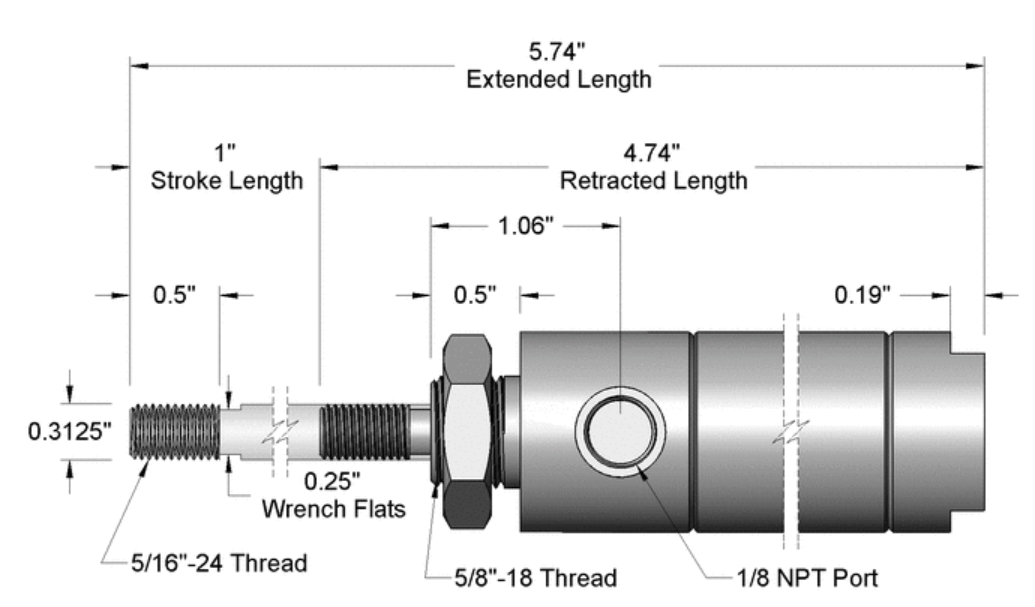 5.74"
Extended Length
1"
Stroke Length
4.74"
Retracted Length
1.06"
0.5"
0.5"
0.19"
0.3125"
0.25"
Wrench Flats
5/16"-24 Thread
5/8"-18 Thread
1/8 NPT Port